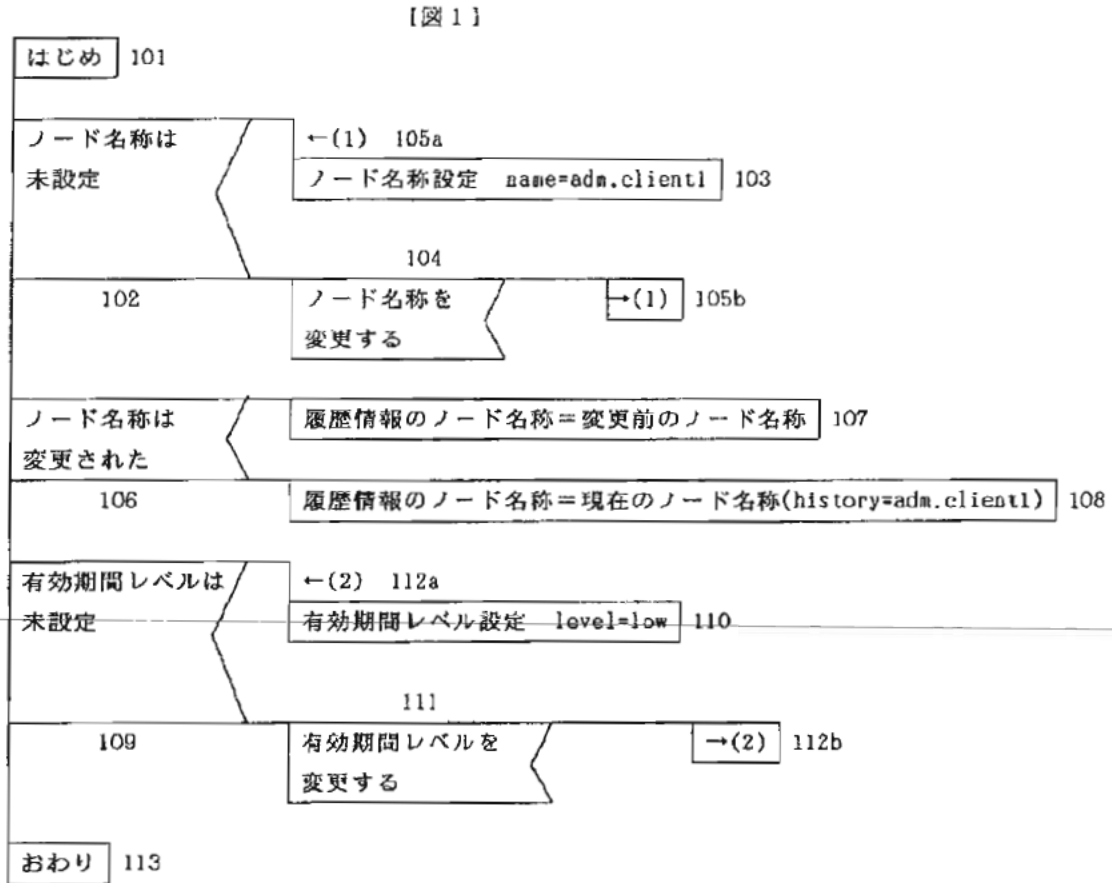 【図1】
はじめ 101
ノード名称は
未設定
←(1) 105a
ノード名称設定 name=adm.client1 103
104
102
ノード名称を
変更する
→(1) 105b
ノード名称は
変更された
履歴情報のノード名称=変更前のノード名称 107
106
履歴情報のノード名称=現在のノード名称(history=adm.client1) 108
有効期間レベルは
未設定
←(2) 112a
有効期間レベル設定 level=low 110
111
109
有効期間レベルを
変更する
→(2) 112b
おわり 113